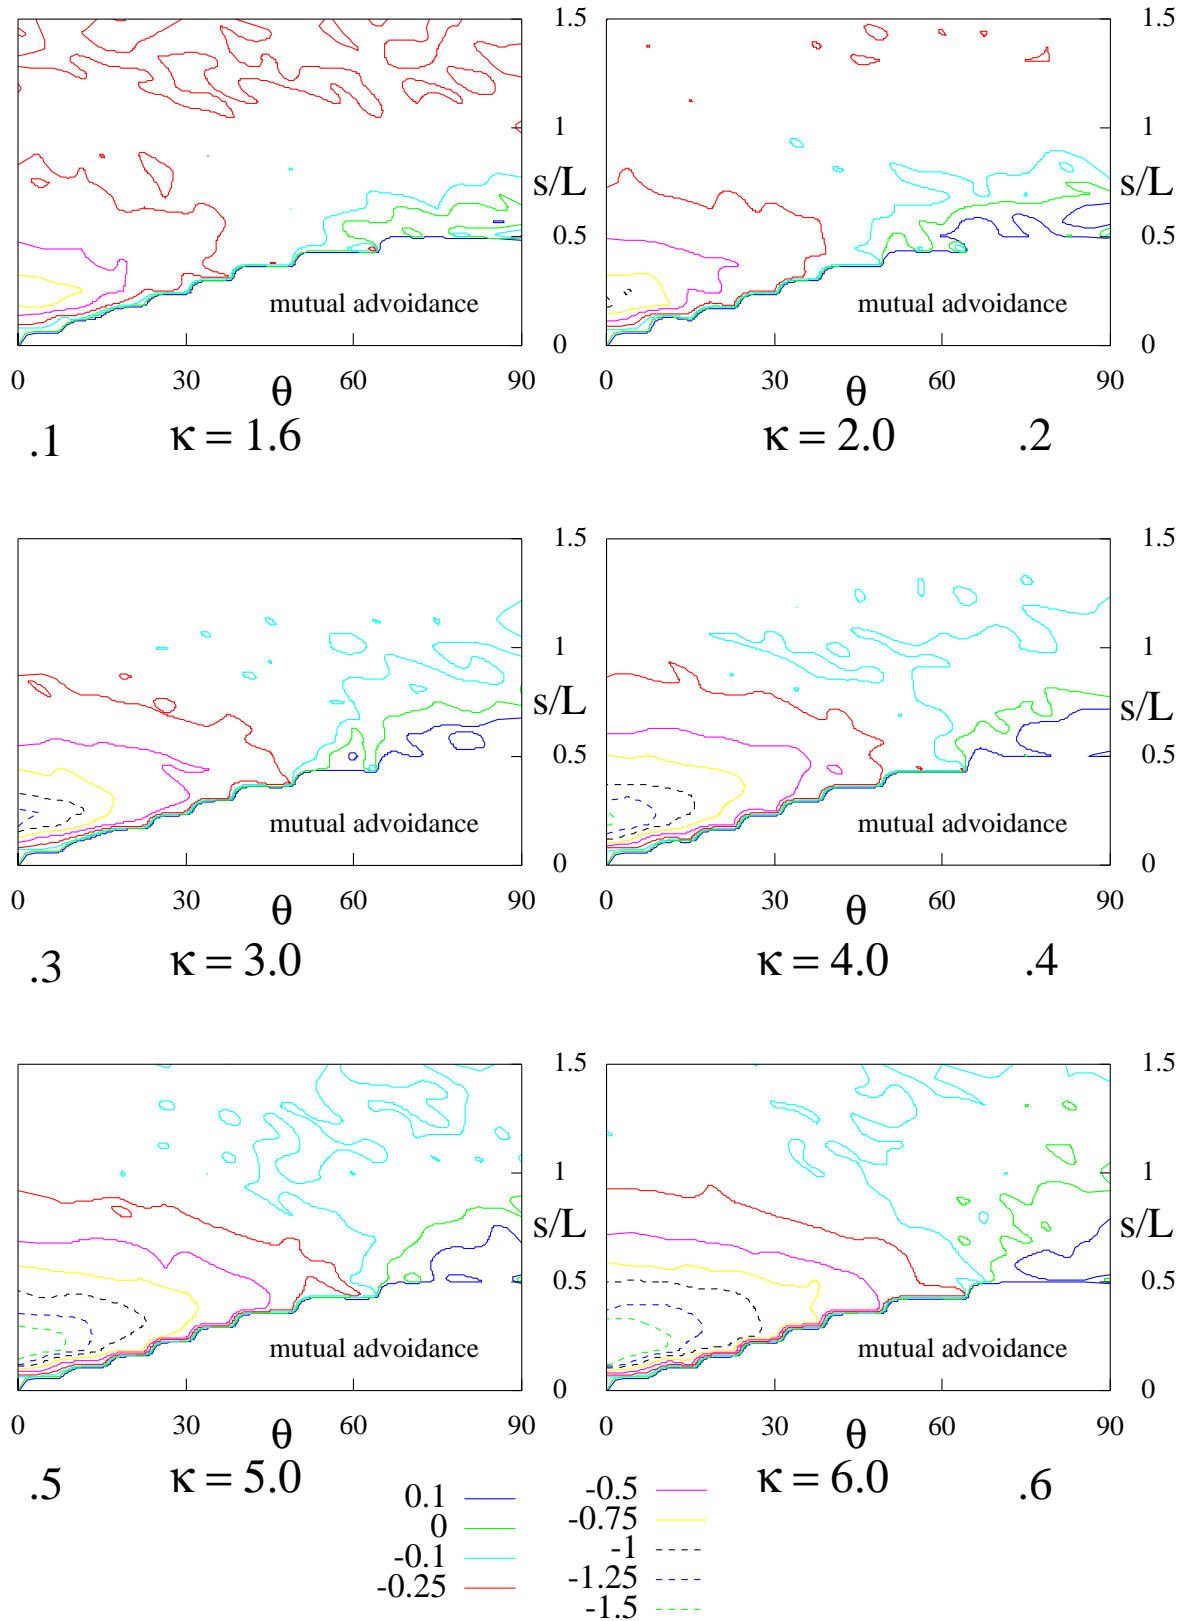 1.5
1.5
1
1
s/L
s/L
0.5
0.5
mutual advoidance
mutual advoidance
0
0
0 30 60 90
0 30 60 90
θ
θ
.1 κ = 1.6
κ = 2.0 .2
1.5
1.5
1
1
s/L
s/L
0.5
0.5
mutual advoidance
mutual advoidance
0
0
0 30 60 90
0 30 60 90
θ
θ
.3 κ = 3.0
κ = 4.0 .4
1.5
1.5
1
1
s/L
s/L
0.5
0.5
mutual advoidance
mutual advoidance
0
0
0 30 60 90
0 30 60 90
θ
θ
.5 κ = 5.0
κ = 6.0 .6
0.1
0
-0.1
-0.25
-0.5
-0.75
-1
-1.25
-1.5